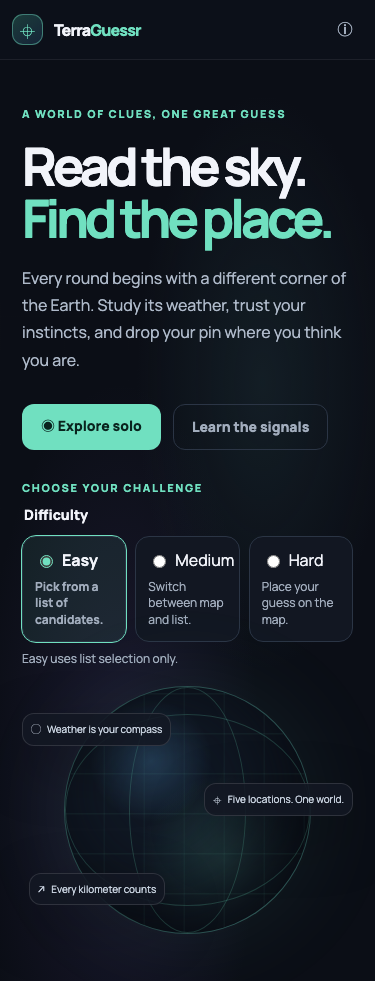 TerraGuessr
A WORLD OF CLUES, ONE GREAT GUESS
Read the sky.
Find the place.
Every round begins with a different corner of
the Earth. Study its weather, trust your
instincts, and drop your pin where you think
you are.
Explore solo
Learn the signals
CHOOSE YOUR CHALLENGE
Difficulty
Easy
Pick from a
list of
candidates.
Medium
Switch
between map
and list.
Hard
Place your
guess on the
map.
Easy uses list selection only.
Weather is your compass
Five locations. One world.
Every kilometer counts